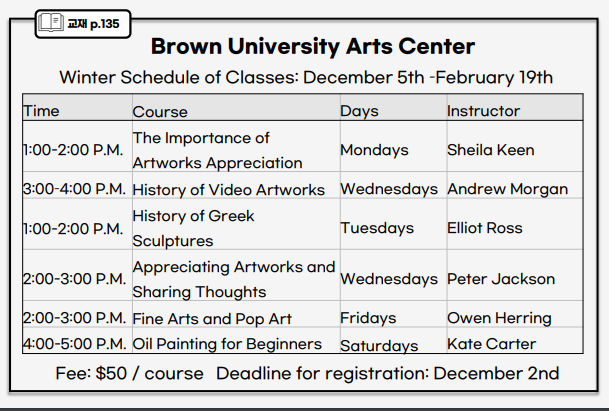 교재 p.135
Brown University Arts Center
Winter Schedule of Classes: December 5th -February 19th
Time Course Days Instructor
1:00-2:00 P.M. The Importance of Artworks Appreciation Mondays Sheila Keen
3:00-4:00 P.M. History of Video Artworks Wednesdays Andrew Morgan
1:00-2:00 P.M. History of Greek Sculptures Tuesdays Elliot Ross
2:00-3:00 P.M. Appreciating Artworks and Sharing Thoughts Wednesdays Peter Jackson
2:00-3:00 P.M. Fine Arts and Pop Art Fridays Owen Herring
4:00-5:00 P.M. Oil Painting for Beginners Saturdays Kate Carter
Fee: $50 / course Deadline for registration: December 2nd